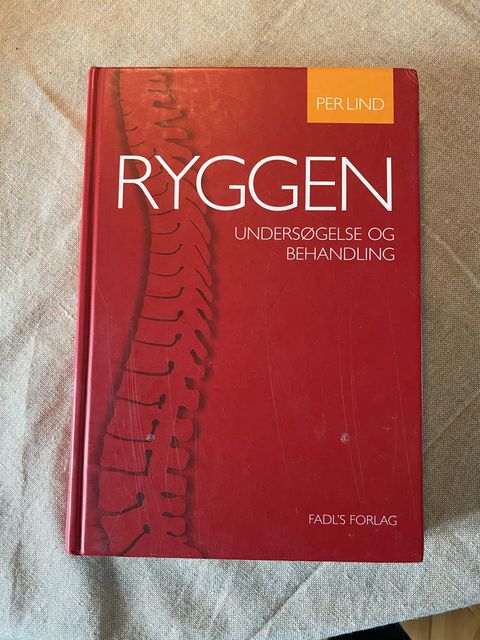 PER LIND
RYGGEN
UNDERSØGELSE OG
BEHANDLING
FADL'S FORLAG